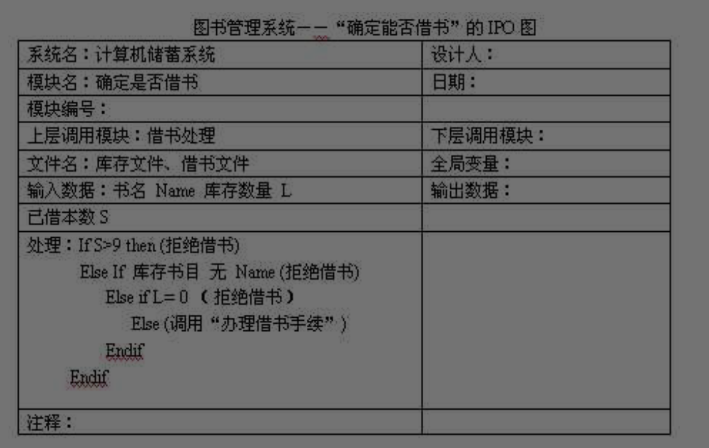 图书管理系统——“确定能否借书”的 IPO 图
系统名：计算机储蓄系统 设计人：
模块名：确定是否借书 日期：
模块编号：
上层调用模块：借书处理 下层调用模块：
文件名：库存文件、借书文件 全局变量：
输入数据：书名 Name 库存数量 L 输出数据：
已借本数 S
处理：If S>9 then (拒绝借书)
Else If 库存书目 无 Name (拒绝借书)
Else if L= 0 （ 拒绝借书 ）
Else (调用“办理借书手续”)
Endif
Endif
注释：